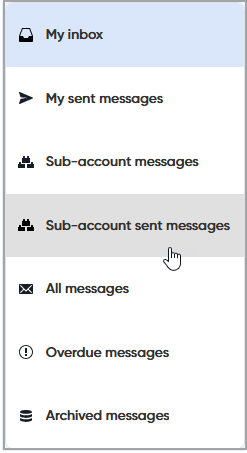 My inbox
My sent messages
Sub-account messages
Sub-account sent messages
All messages
Overdue messages
Archived messages